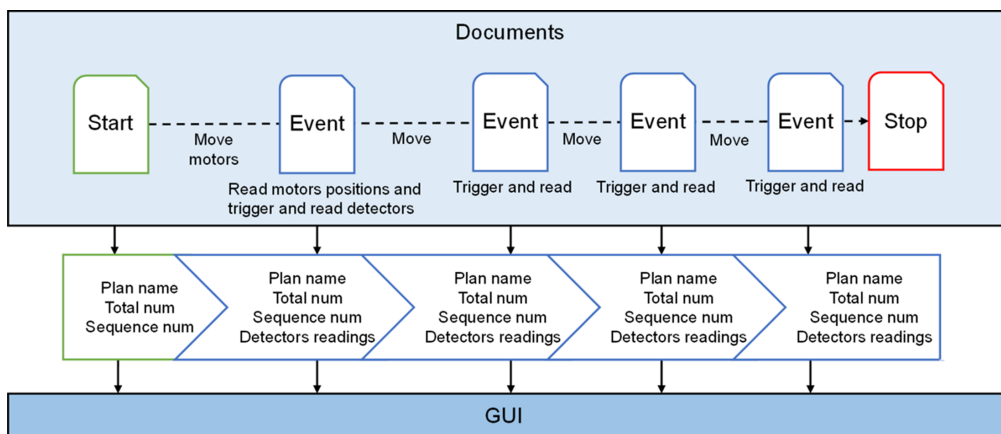 Documents
Start
Event
Event
Event
Event
Stop
Move
motors
Move
Move
Move
Read motors positions and
trigger and read detectors
Trigger and read
Trigger and read
Trigger and read
Plan name
Total num
Sequence num
Plan name
Total num
Sequence num
Detectors readings
Plan name
Total num
Sequence num
Detectors readings
Plan name
Total num
Sequence num
Detectors readings
Plan name
Total num
Sequence num
Detectors readings
GUI